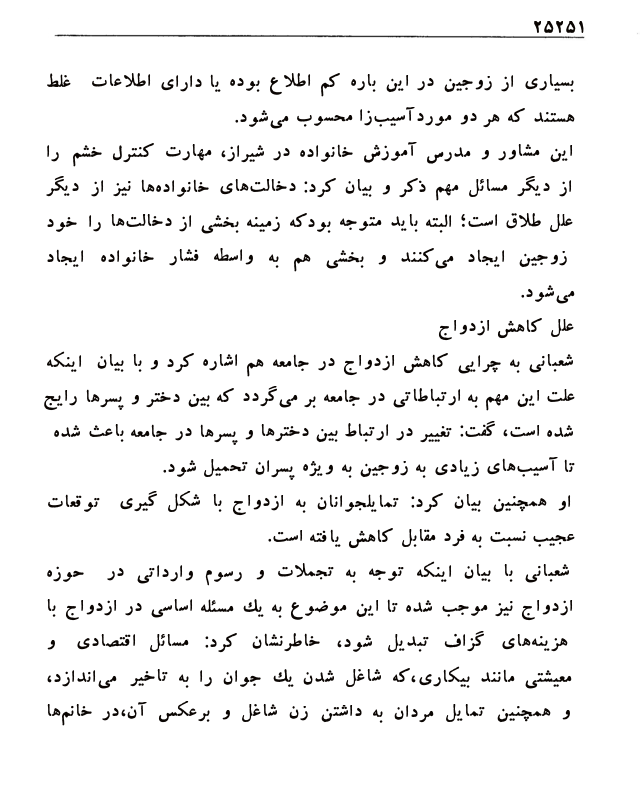 ۲۵۲۵۱
بسیاری از زوجین در این باره کم اطلاع بوده یا دارای اطلاعات غلط
هستند که هر دو موردآسیب‌زا محسوب می‌شود.
این مشاور و مدرس آموزش خانواده در شیراز، مهارت کنترل خشم را
از دیگر مسائل مهم ذکر و بیان کرد: دخالت‌های خانواده‌ها نیز از دیگر
علل طلاق است؛ البته باید متوجه بودکه زمینه بخشی از دخالت‌ها را خود
زوجین ایجاد می‌کنند و بخشی هم به واسطه فشار خانواده ایجاد
می‌شود.
علل کاهش ازدواج
شعبانی به چرایی کاهش ازدواج در جامعه هم اشاره کرد و با بیان اینکه
علت این مهم به ارتباطاتی در جامعه بر می‌گردد که بین دختر و پسرها رایج
شده است، گفت: تغییر در ارتباط بین دخترها و پسرها در جامعه باعث شده
تا آسیب‌های زیادی به زوجین به ویژه پسران تحمیل شود.
او همچنین بیان کرد: تمایلجوانان به ازدواج با شکل گیری توقعات
عجیب نسبت به فرد مقابل کاهش یافته است.
شعبانی با بیان اینکه توجه به تجملات و رسوم وارداتی در حوزه
ازدواج نیز موجب شده تا این موضوع به یك مسئله اساسی در ازدواج با
هزینه‌های گزاف تبدیل شود، خاطرنشان کرد: مسائل اقتصادی و
معیشتی مانند بیکاری،که شاغل شدن یك جوان را به تاخیر می‌اندازد،
و همچنین تمایل مردان به داشتن زن شاغل و برعکس آن،در خانم‌ها